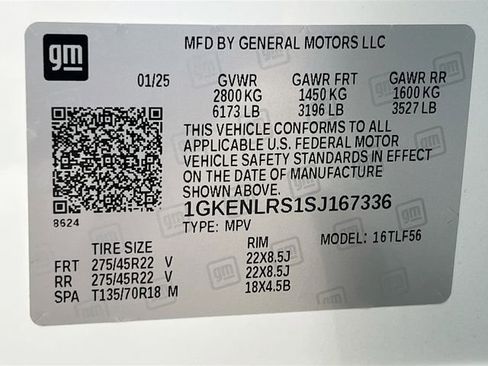 gm
MFD BY GENERAL MOTORS LLC
01/25 GVWR GAWR FRT GAWR RR
2800 KG 1450 KG 1600 KG
6173 LB 3196 LB 3527 LB
THIS VEHICLE CONFORMS TO ALL
APPLICABLE U.S. FEDERAL MOTOR
VEHICLE SAFETY STANDARDS IN EFFECT
ON THE DATE OF MANUFACTURE
SHOWN ABOVE.
8624
1GKENLRS1SJ167336
TYPE: MPV MODEL: 16TLF56
TIRE SIZE RIM
FRT 275/45R22 V 22X8.5J
RR 275/45R22 V 22X8.5J
SPA T135/70R18 M 18X4.5B